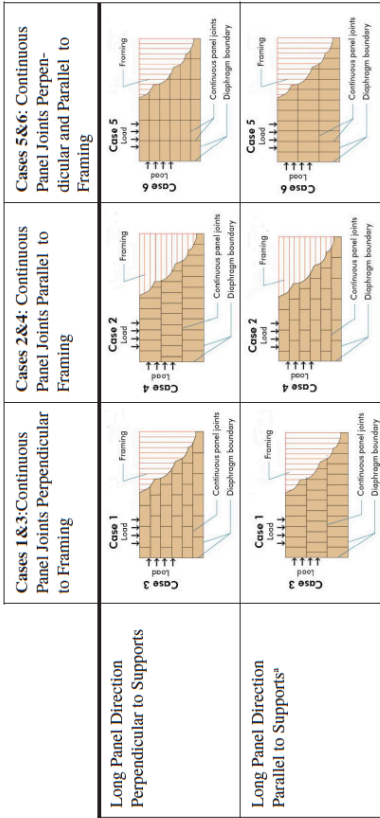 Cases 1&3:Continuous
Panel Joints Perpendicular
to Framing
Cases 2&4: Continuous
Panel Joints Parallel to
Framing
Cases 5&6: Continuous
Panel Joints Perpen-
dicular and Parallel to
Framing
Long Panel Direction
Perpendicular to Supports
Case 1
Load
Framing
Case 3
Load
Continuous panel joints
Diaphragm boundary
Case 2
Load
Framing
Case 4
Load
Continuous panel joints
Diaphragm boundary
Case 5
Load
Framing
Case 6
Load
Continuous panel joints
Diaphragm boundary
Long Panel Direction
Parallel to Supportsᵃ
Case 1
Load
Framing
Case 3
Load
Continuous panel joints
Diaphragm boundary
Case 2
Load
Framing
Case 4
Load
Continuous panel joints
Diaphragm boundary
Case 5
Load
Framing
Case 6
Load
Continuous panel joints
Diaphragm boundary